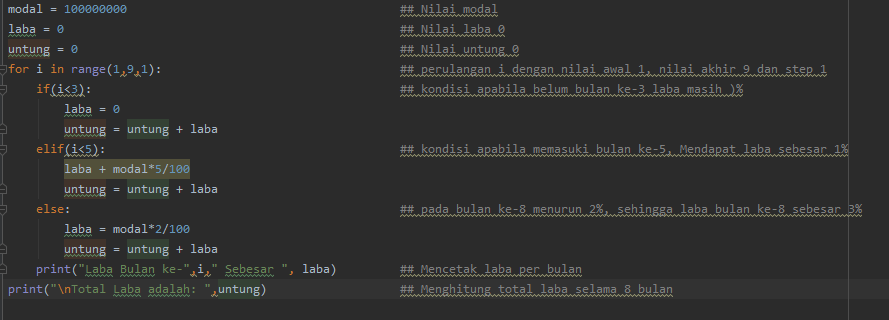 modal = 100000000 ## Nilai modal
laba = 0 ## Nilai laba 0
untung = 0 ## Nilai untung 0
for i in range(1,9,1): ## perulangan i dengan nilai awal 1, nilai akhir 9 dan step 1
if(i<3): ## kondisi apabila belum bulan ke-3 laba masih )%
laba = 0
untung = untung + laba
elif(i<5): ## kondisi apabila memasuki bulan ke-5, Mendapat laba sebesar 1%
laba + modal*5/100
untung = untung + laba
else: ## pada bulan ke-8 menurun 2%, sehingga laba bulan ke-8 sebesar 3%
laba = modal*2/100
untung = untung + laba
print("Laba Bulan ke-",i," Sebesar ", laba) ## Mencetak laba per bulan
print("\nTotal Laba adalah: ",untung) ## Menghitung total laba selama 8 bulan